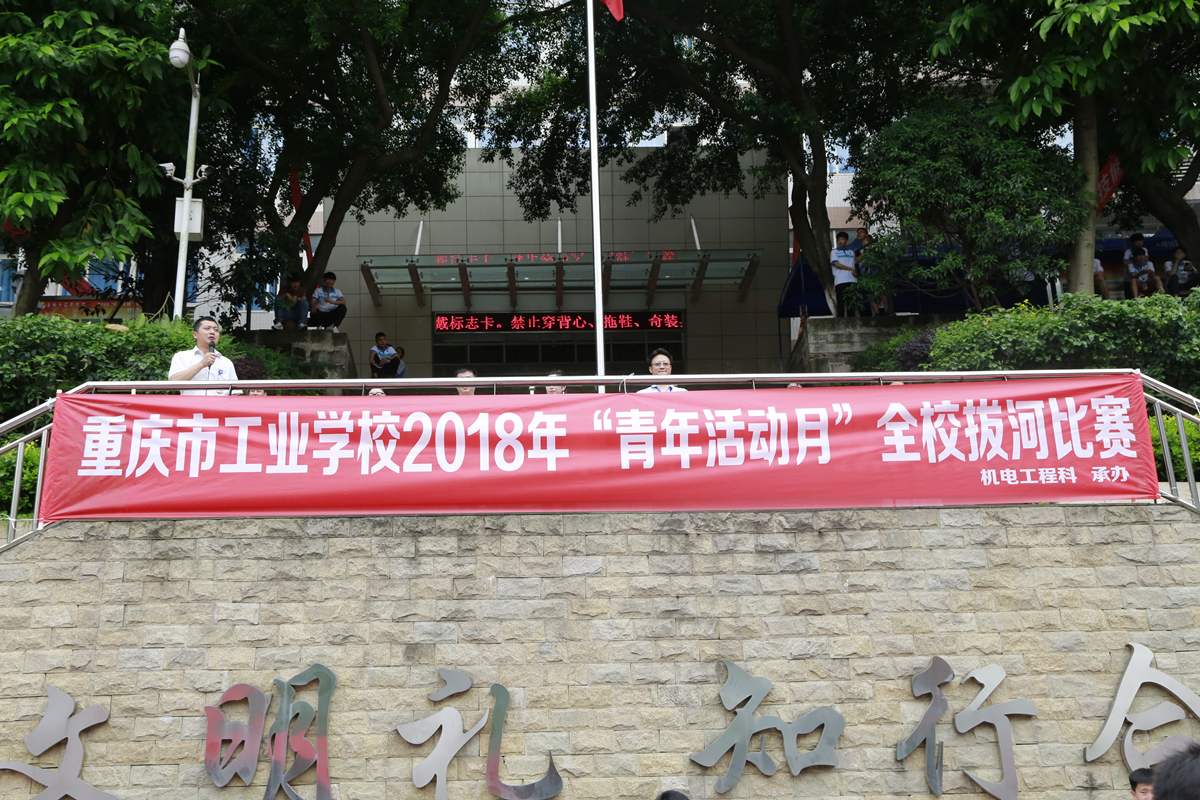 戴标志卡。禁止穿背心、拖鞋、奇装
重庆市工业学校2018年“青年活动月”全校拔河比赛
机电工程科 承办
文明礼 知行合